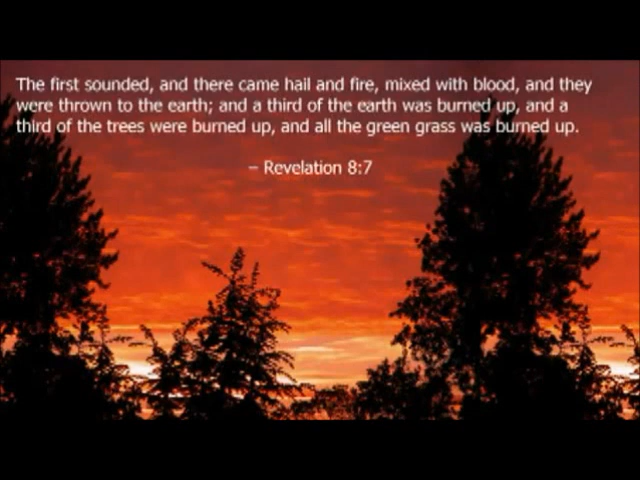 The first sounded, and there came hail and fire, mixed with blood, and they
were thrown to the earth; and a third of the earth was burned up, and a
third of the trees were burned up, and all the green grass was burned up.
– Revelation 8:7